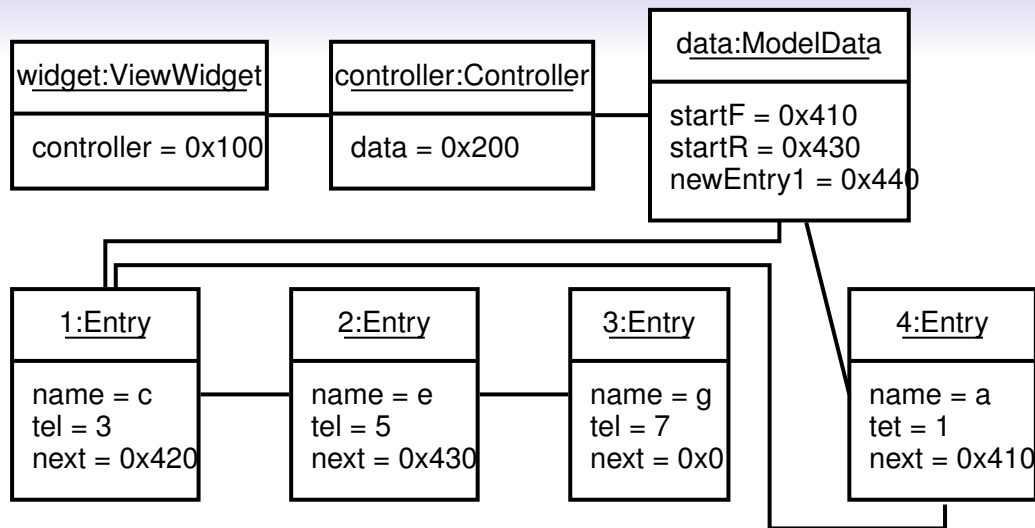 widget:ViewWidget
controller = 0x100
controller:Controller
data = 0x200
data:ModelData
startF = 0x410
startR = 0x430
newEntry1 = 0x440
1:Entry
name = c
tel = 3
next = 0x420
2:Entry
name = e
tel = 5
next = 0x430
3:Entry
name = g
tel = 7
next = 0x0
4:Entry
name = a
tet = 1
next = 0x410